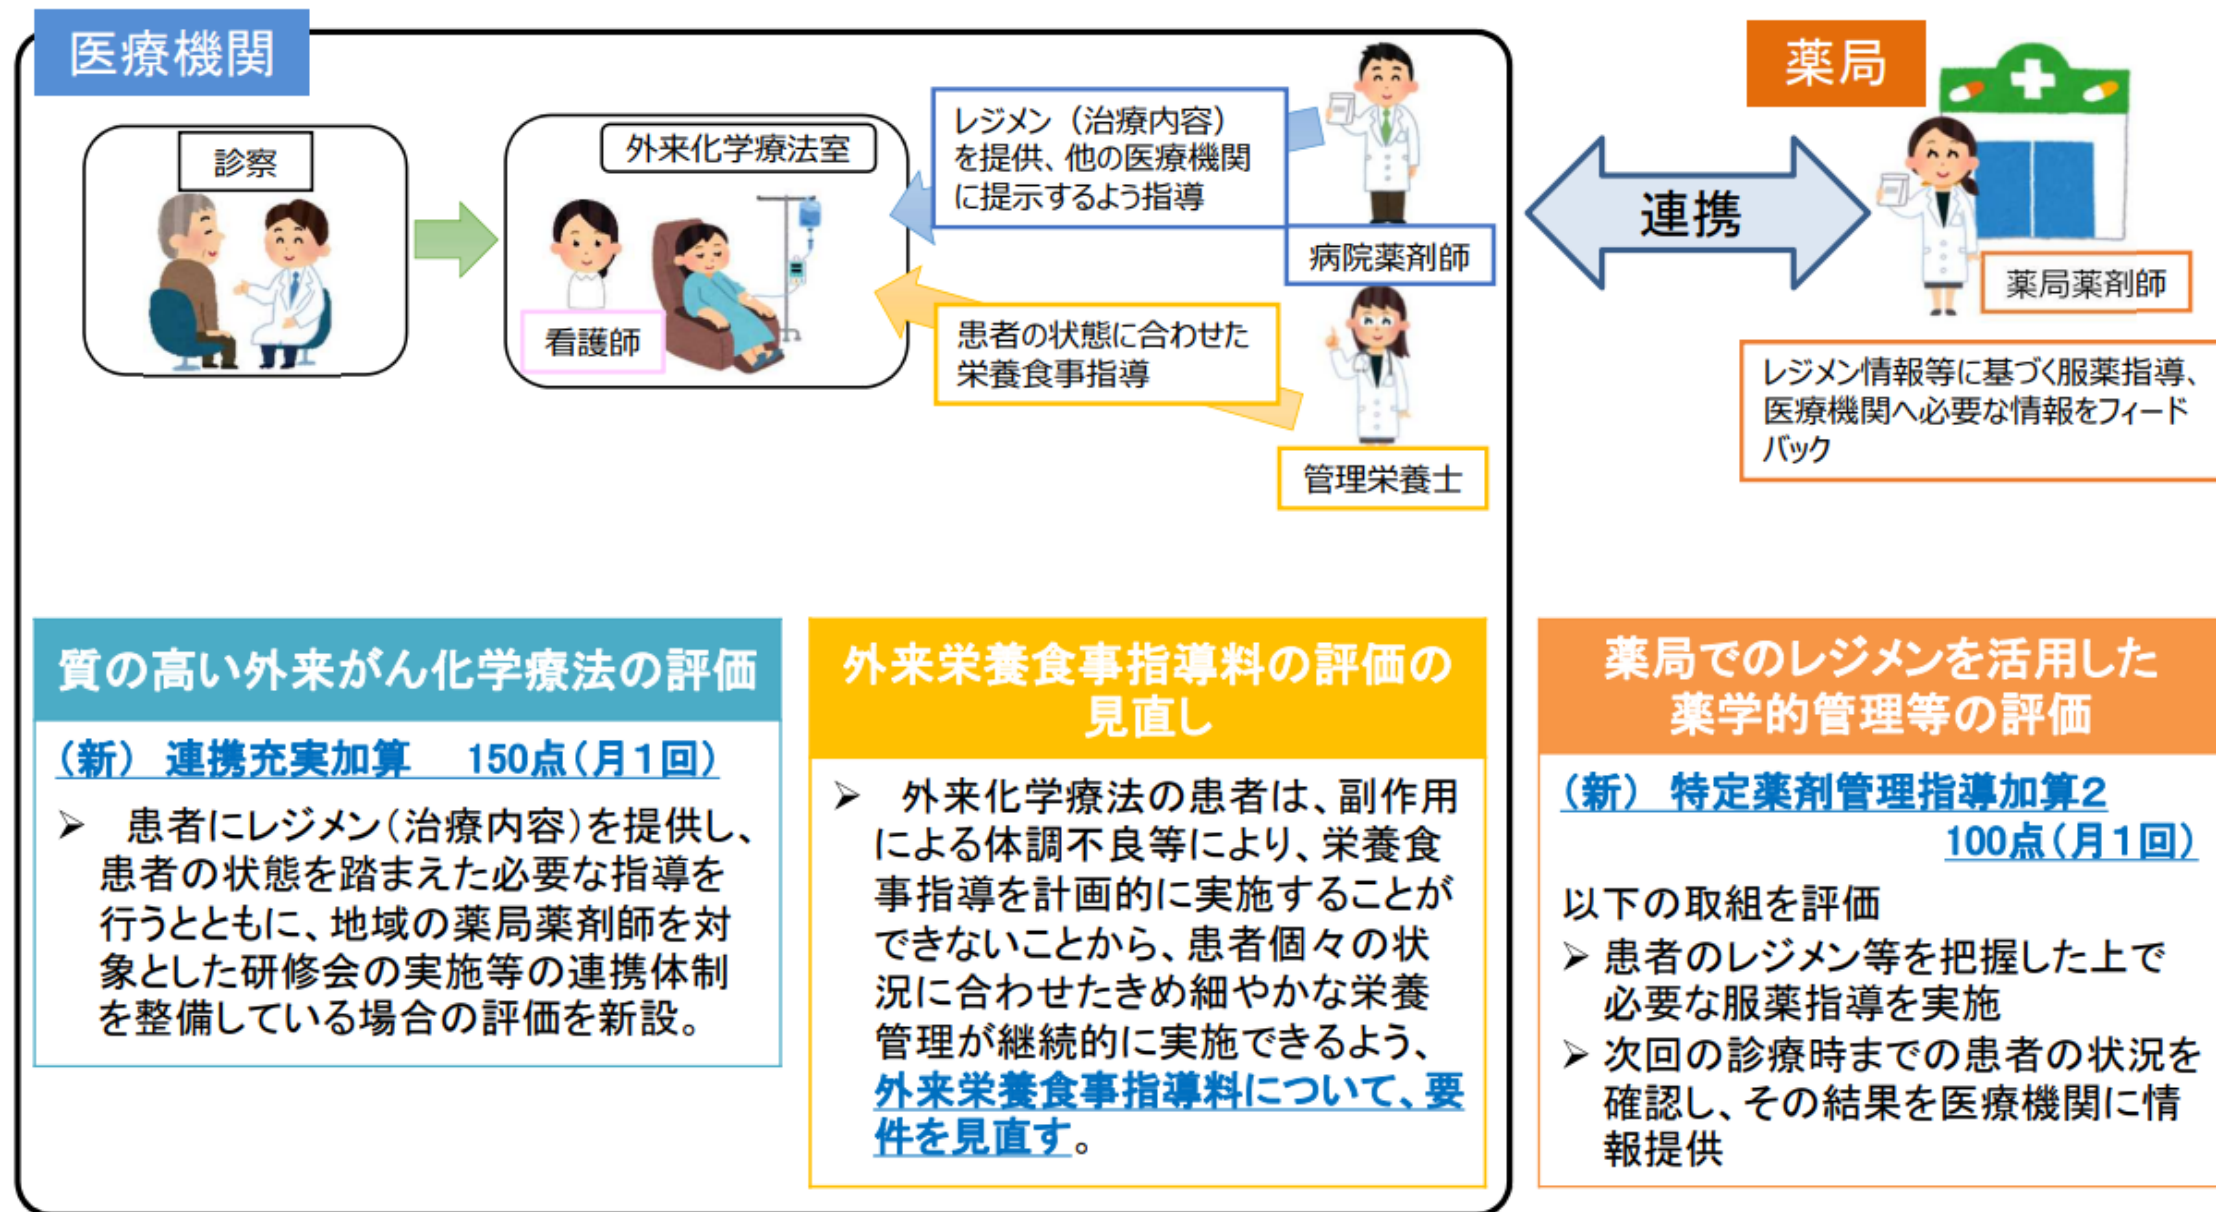 医療機関
診察
外来化学療法室
看護師
レジメン（治療内容）
を提供、他の医療機関
に提示するよう指導
病院薬剤師
患者の状態に合わせた
栄養食事指導
管理栄養士
連携
薬局
薬局薬剤師
レジメン情報等に基づく服薬指導、
医療機関へ必要な情報をフィード
バック
質の高い外来がん化学療法の評価
（新） 連携充実加算　150点（月１回）
➢ 患者にレジメン（治療内容）を提供し、
患者の状態を踏まえた必要な指導を
行うとともに、地域の薬局薬剤師を対
象とした研修会の実施等の連携体制
を整備している場合の評価を新設。
外来栄養食事指導料の評価の
見直し
➢ 外来化学療法の患者は、副作用
による体調不良等により、栄養食
事指導を計画的に実施することが
できないことから、患者個々の状
況に合わせたきめ細やかな栄養
管理が継続的に実施できるよう、
外来栄養食事指導料について、要
件を見直す。
薬局でのレジメンを活用した
薬学的管理等の評価
（新） 特定薬剤管理指導加算２
100点（月１回）
以下の取組を評価
➢ 患者のレジメン等を把握した上で
必要な服薬指導を実施
➢ 次回の診療時までの患者の状況を
確認し、その結果を医療機関に情
報提供